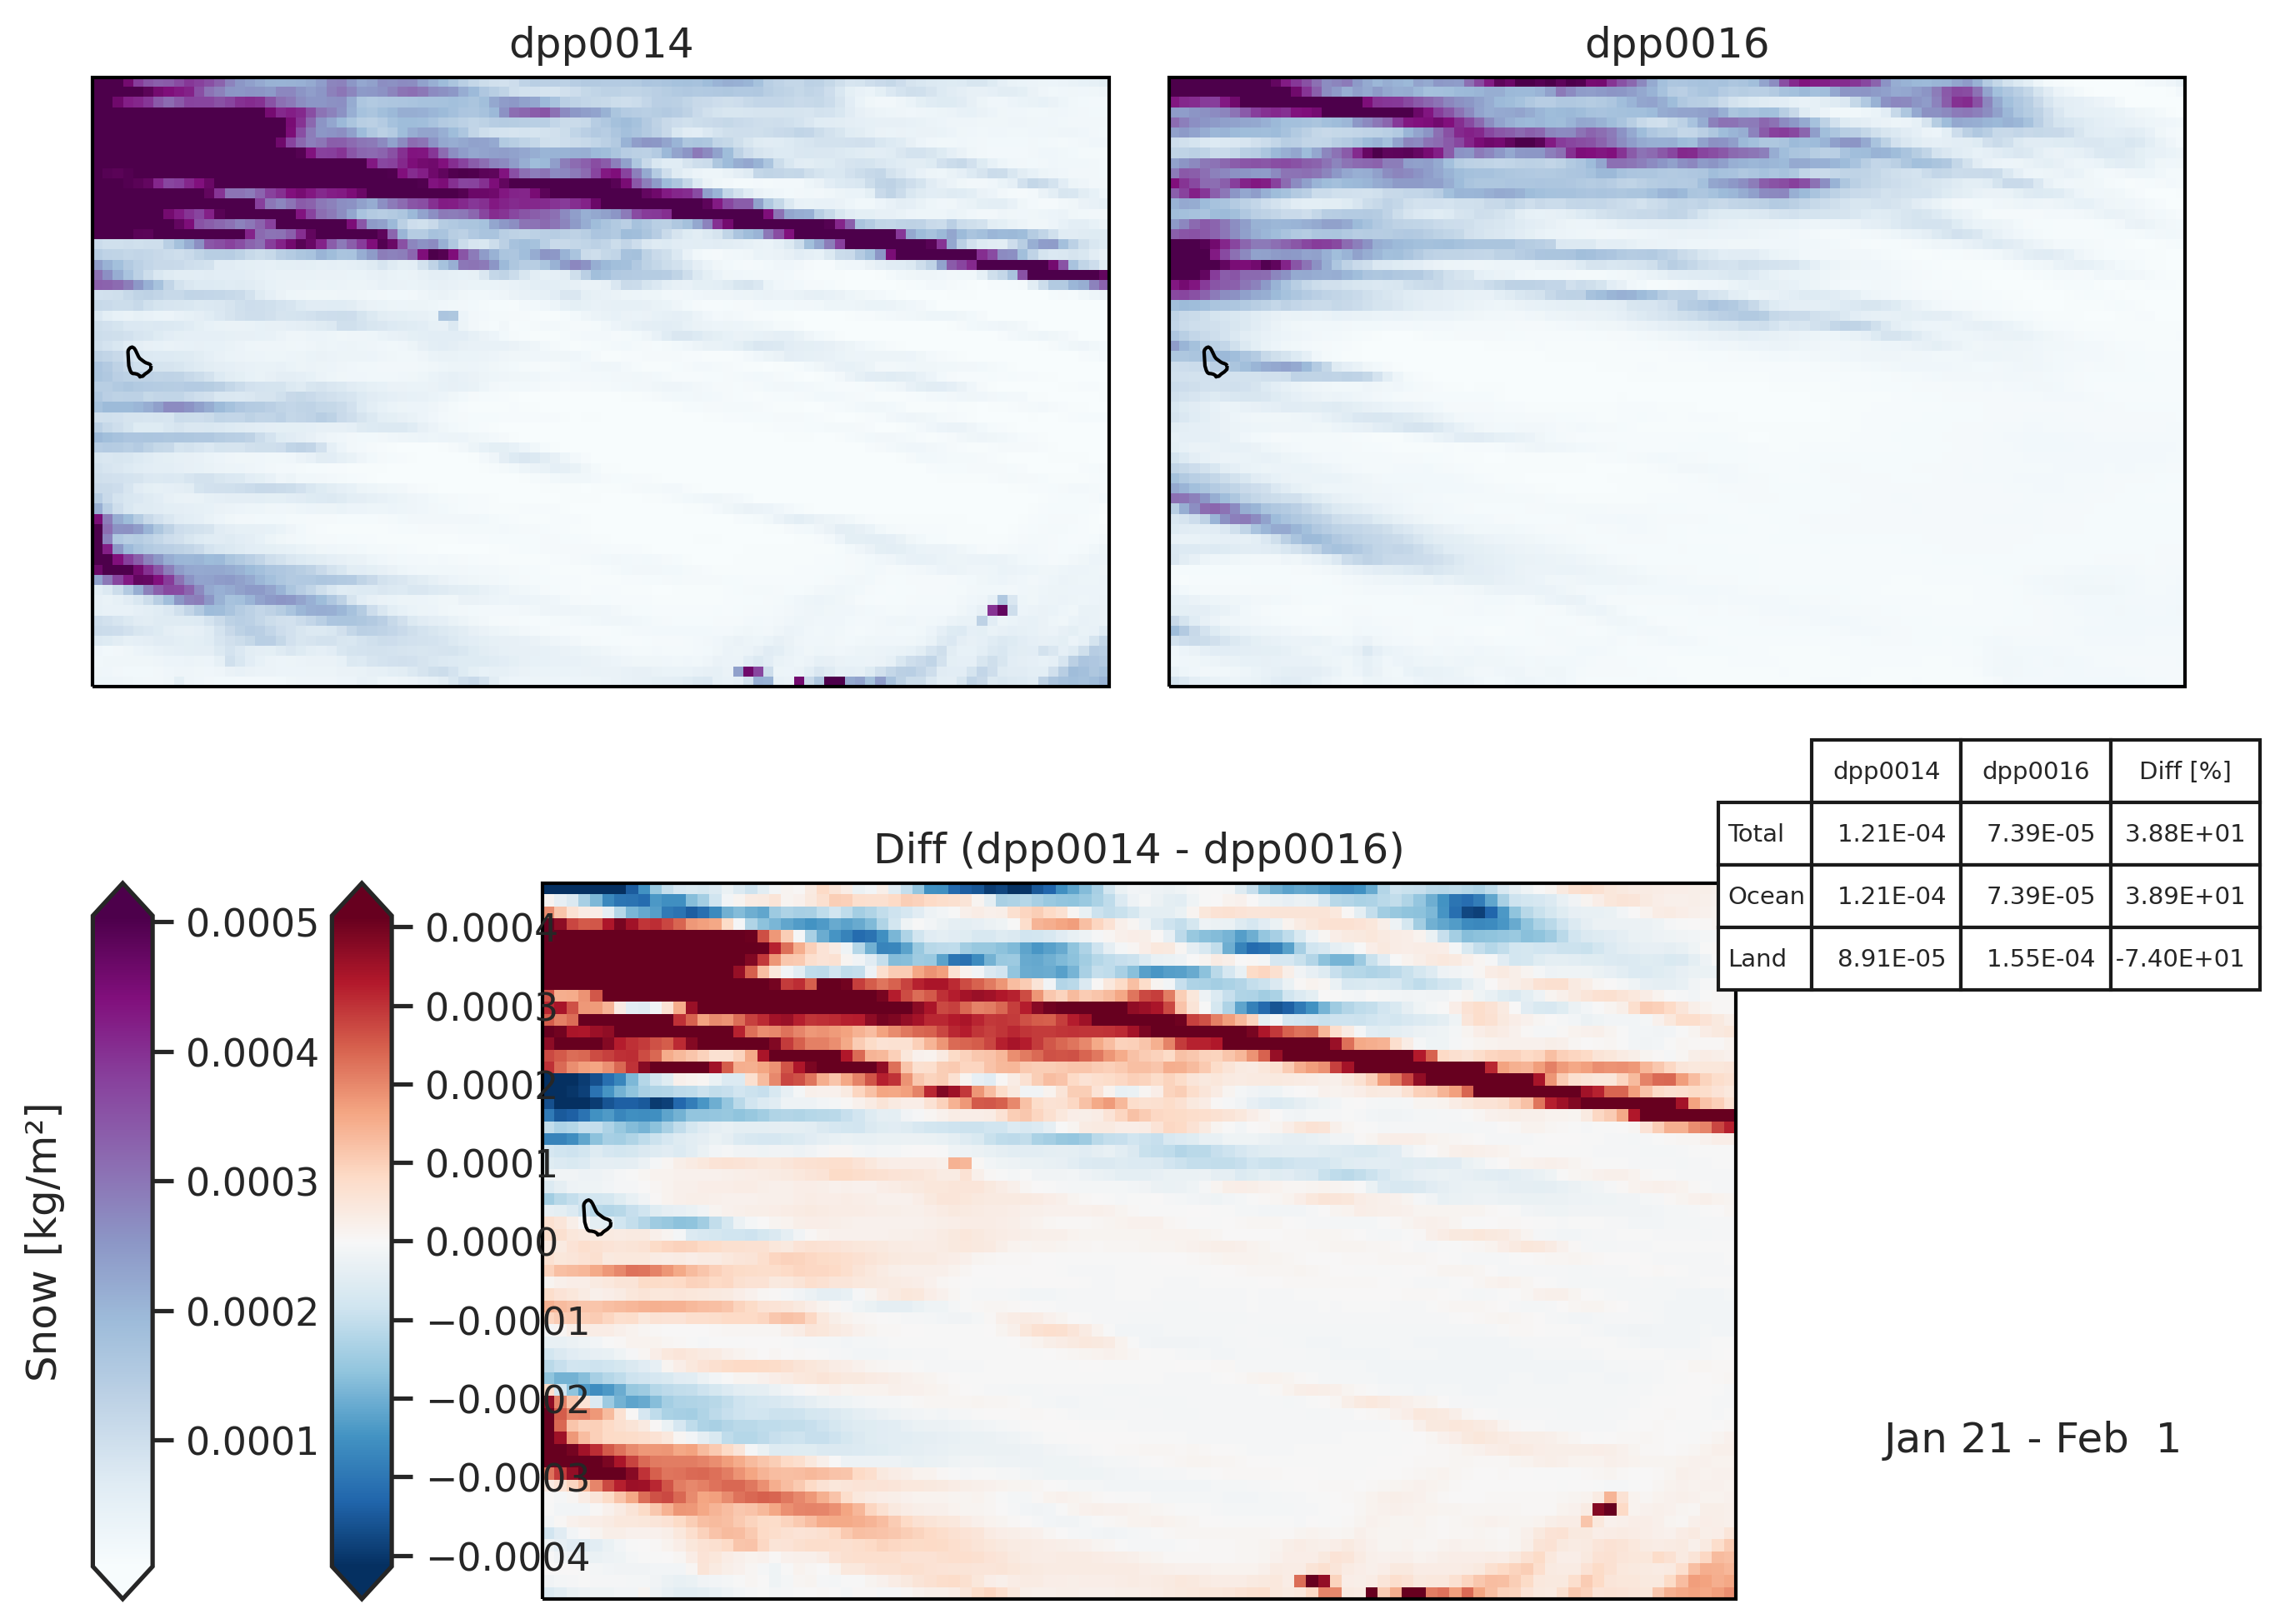 dpp0014
dpp0016
dpp0014 dpp0016 Diff [%]
Total 1.21E-04 7.39E-05 3.88E+01
Ocean 1.21E-04 7.39E-05 3.89E+01
Land 8.91E-05 1.55E-04 -7.40E+01
Diff (dpp0014 - dpp0016)
Snow [kg/m²]
0.0005
0.0004
0.0003
0.0002
0.0001
0.0004
0.0003
0.0002
0.0001
0.0000
−0.0001
−0.0002
−0.0003
−0.0004
Jan 21 - Feb  1